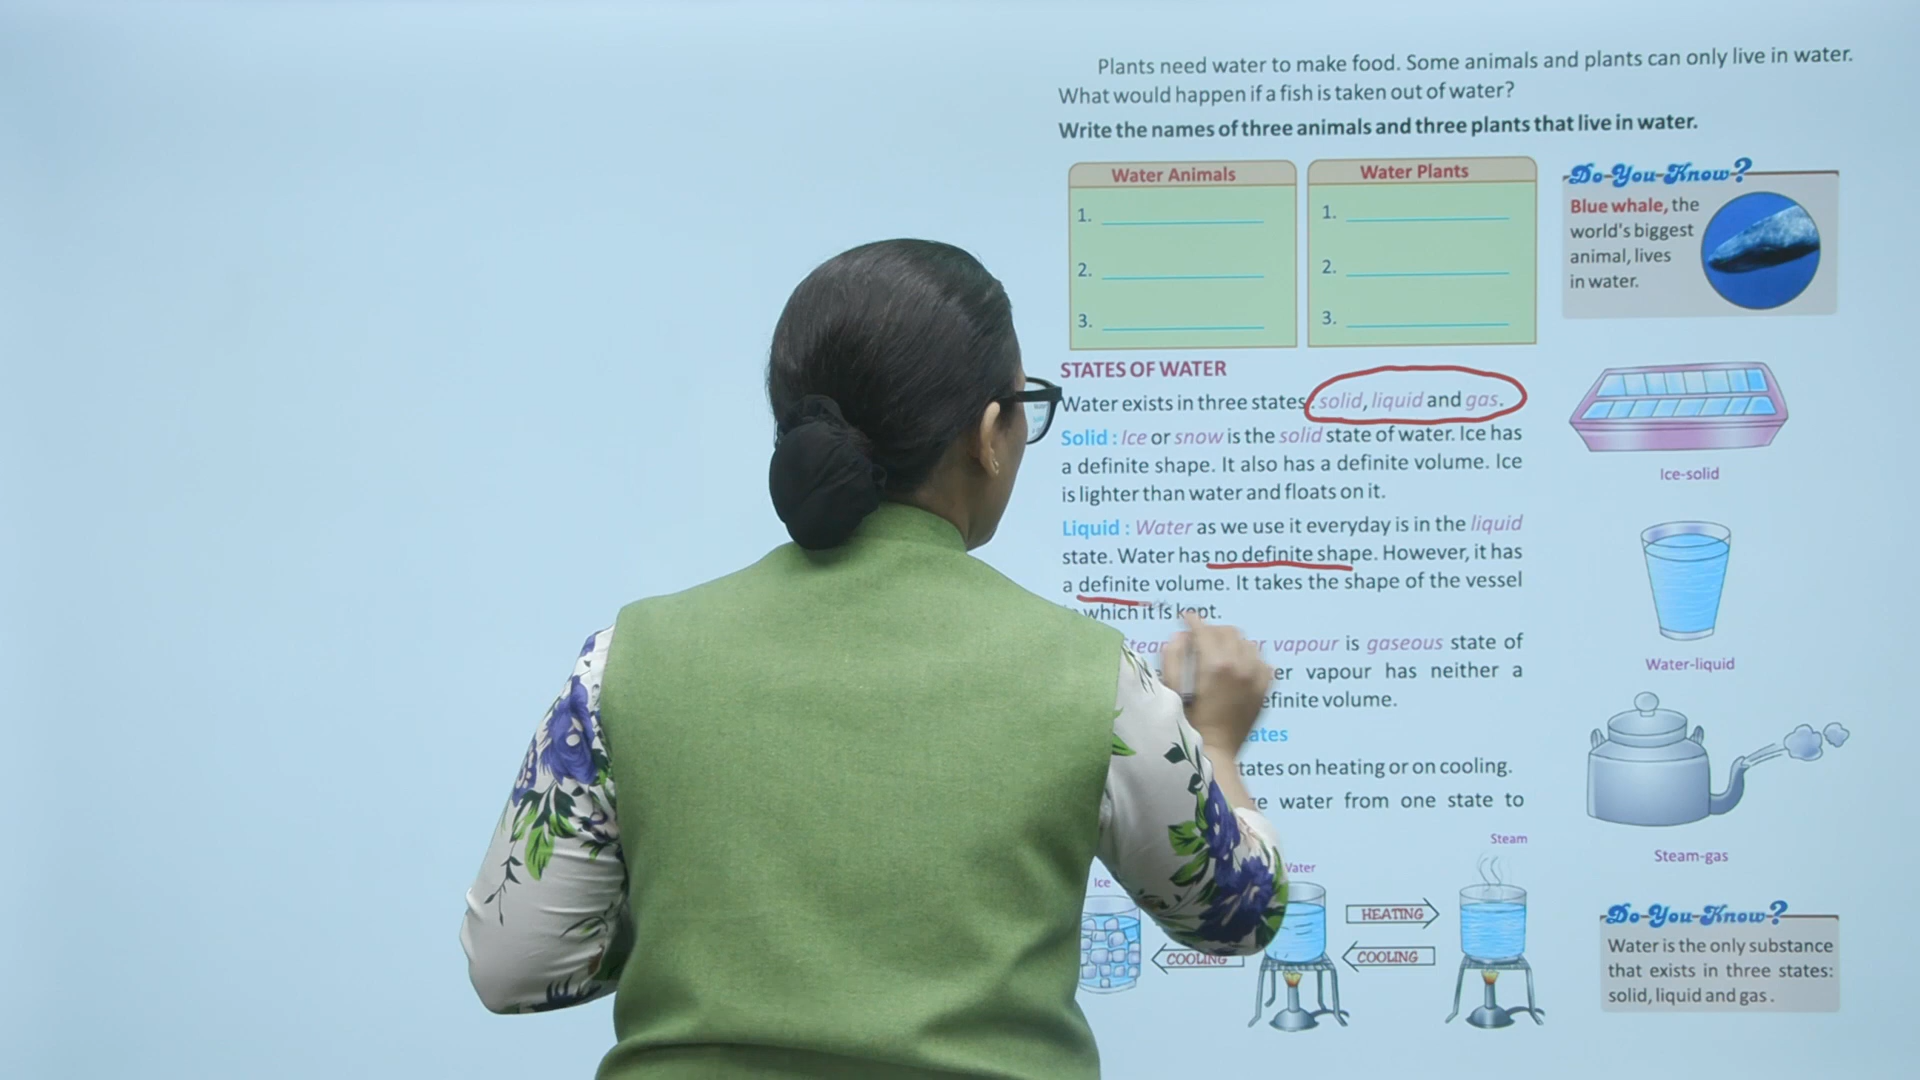 Plants need water to make food. Some animals and plants can only live in water.
What would happen if a fish is taken out of water?
Write the names of three animals and three plants that live in water.
Water Animals
1.
2.
3.
Water Plants
1.
2.
3.
Do-You-Know?
Blue whale, the
world's biggest
animal, lives
in water.
STATES OF WATER
Water exists in three states : solid, liquid and gas.
Solid : Ice or snow is the solid state of water. Ice has
a definite shape. It also has a definite volume. Ice
is lighter than water and floats on it.
Liquid : Water as we use it everyday is in the liquid
state. Water has no definite shape. However, it has
a definite volume. It takes the shape of the vessel
which it is kept.
vapour is gaseous state of
vapour has neither a
volume.
on heating or on cooling.
water from one state to
Ice-solid
Water-liquid
Steam-gas
Ice
COOLING
HEATING
COOLING
Steam
Do-You-Know?
Water is the only substance
that exists in three states:
solid, liquid and gas.